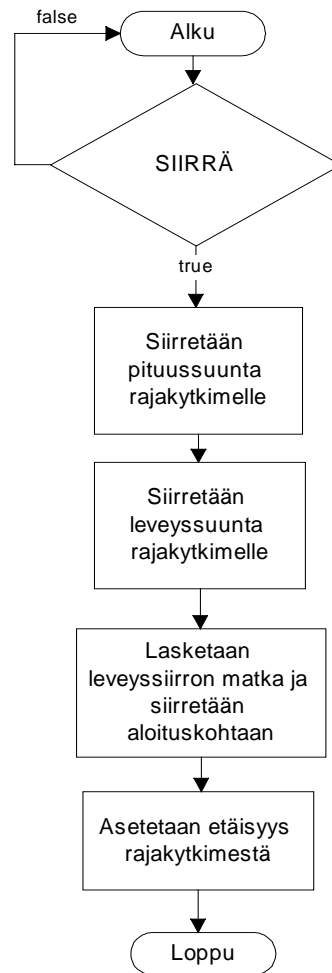 false
Alku
SIIRRÄ
true
Siirretään
pituussuunta
rajakytkimelle
Siirretään
leveyssuunta
rajakytkimelle
Lasketaan
leveyssiirron matka ja
siirretään
aloituskohtaan
Asetetaan etäisyys
rajakytkimestä
Loppu